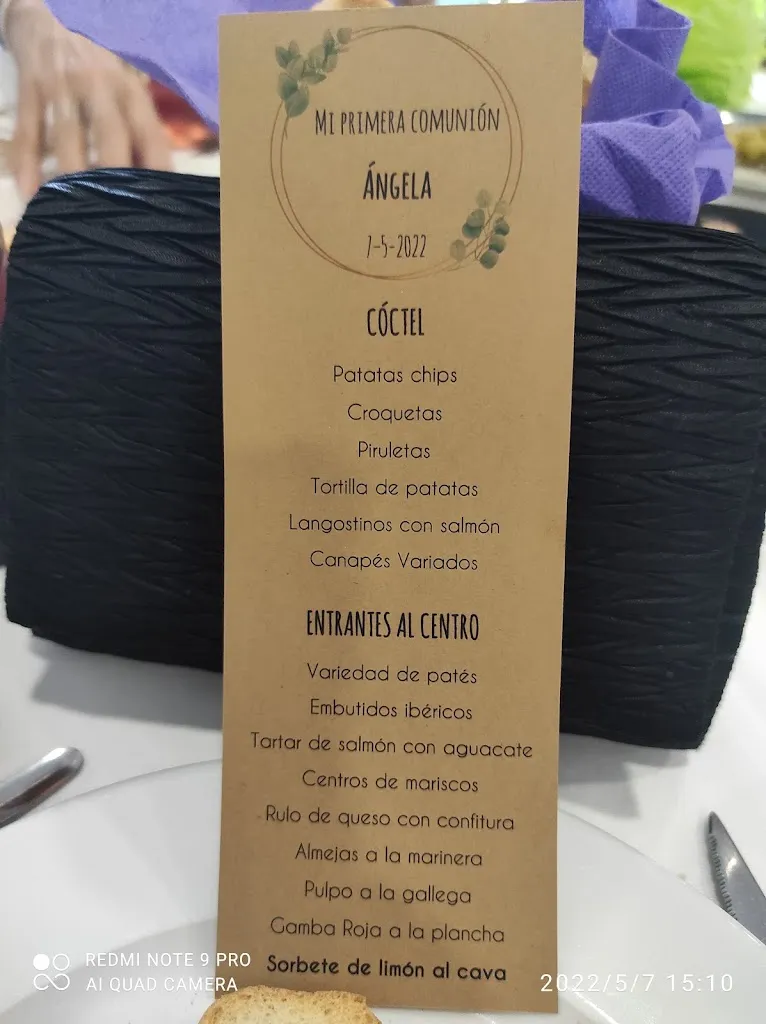 Mi primera comunión
Ángela
7-5-2022
CÓCTEL
Patatas chips
Croquetas
Piruletas
Tortilla de patatas
Langostinos con salmón
Canapés Variados
ENTRANTES AL CENTRO
Variedad de patés
Embutidos ibéricos
Tartar de salmón con aguacate
Centros de mariscos
Rulo de queso con confitura
Almejas a la marinera
Pulpo a la gallega
Gamba Roja a la plancha
Sorbete de limón al cava
REDMI NOTE 9 PRO
AI QUAD CAMERA
2022/5/7 15:10